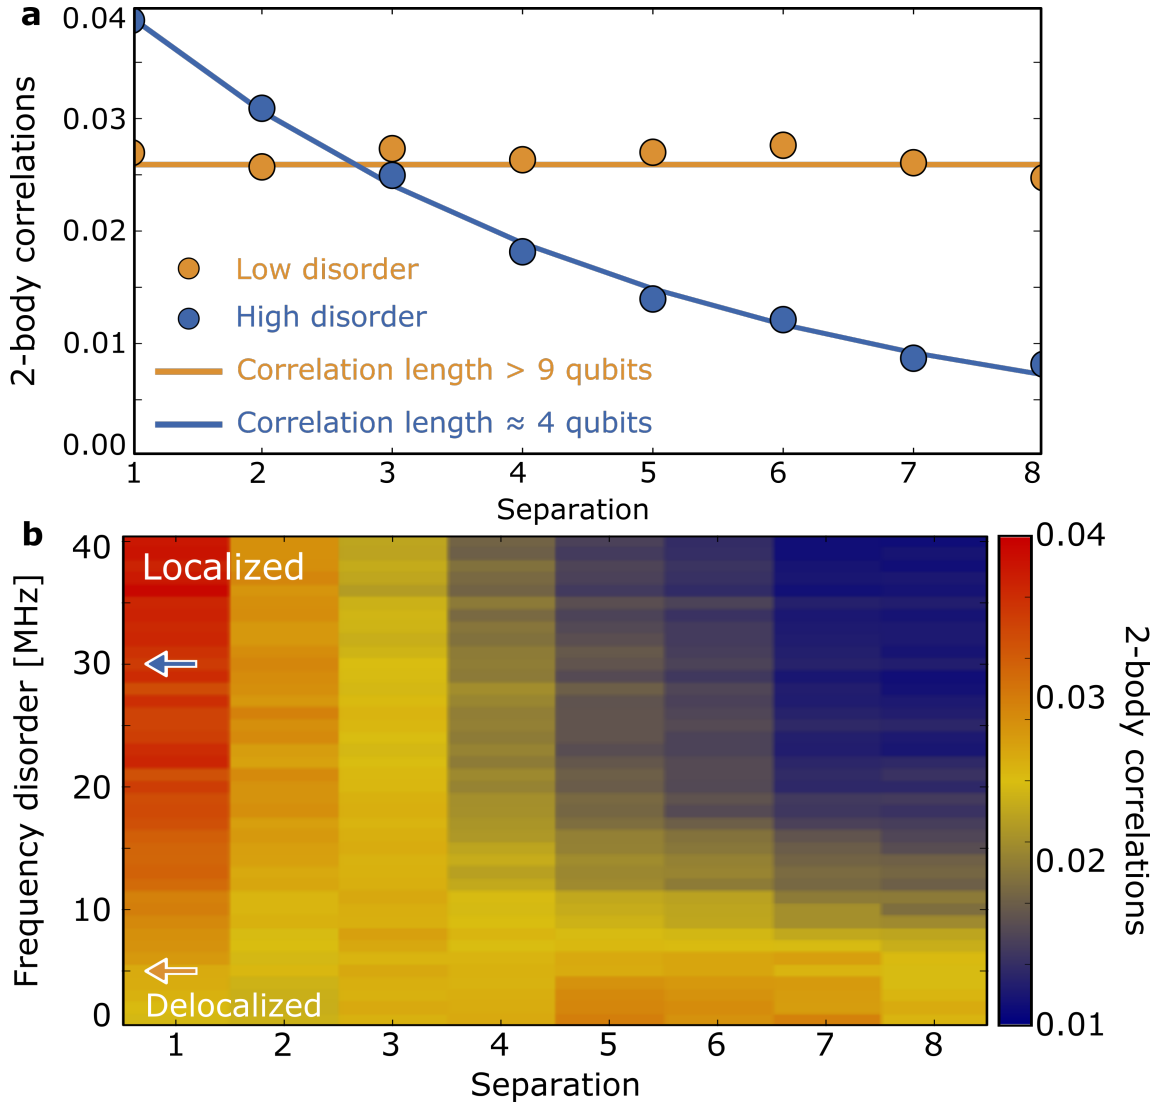 a
0.04
0.03
0.02
0.01
0.00
2-body correlations
Low disorder
High disorder
Correlation length > 9 qubits
Correlation length ≈ 4 qubits
1 2 3 4 5 6 7 8
Separation
b
40
30
20
10
0
Frequency disorder [MHz]
Localized
Delocalized
1 2 3 4 5 6 7 8
Separation
0.04
0.03
0.02
0.01
2-body correlations